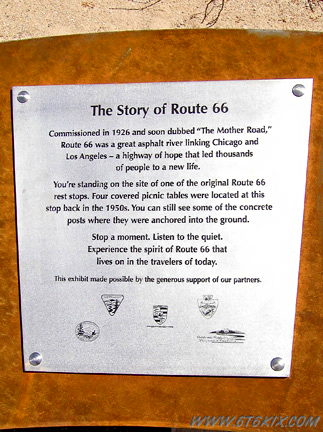 The Story of Route 66
Commissioned in 1926 and soon dubbed "The Mother Road,"
Route 66 was a great asphalt river linking Chicago and
Los Angeles – a highway of hope that led thousands
of people to a new life.
You're standing on the site of one of the original Route 66
rest stops. Four covered picnic tables were located at this
stop back in the 1950s. You can still see some of the concrete
posts where they were anchored into the ground.
Stop a moment. Listen to the quiet.
Experience the spirit of Route 66 that
lives on in the travelers of today.
This exhibit made possible by the generous support of our partners.
WWW.6T6KIX.COM